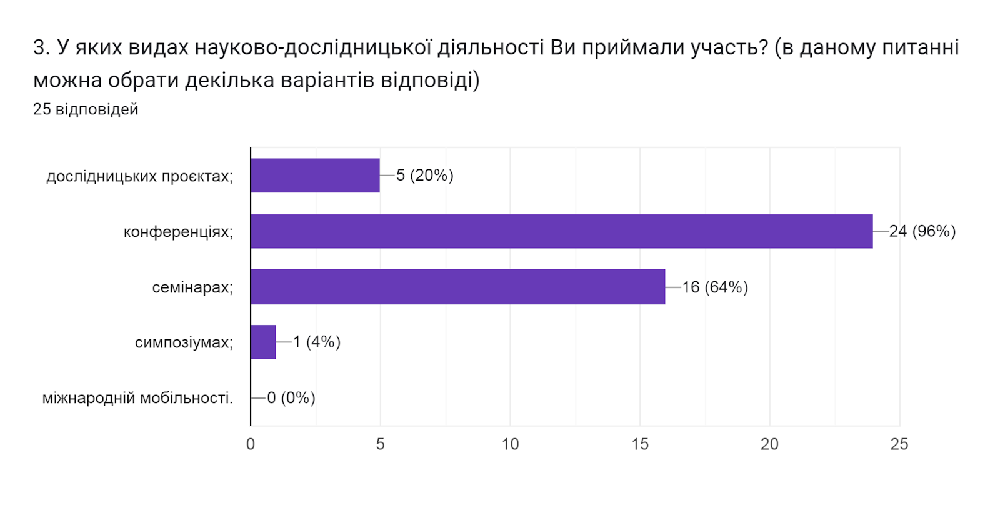 3. У яких видах науково-дослідницької діяльності Ви приймали участь? (в даному питанні
можна обрати декілька варіантів відповіді)
25 відповідей
дослідницьких проєктах;
5 (20%)
конференціях;
24 (96%)
семінарах;
16 (64%)
симпозіумах;
1 (4%)
міжнародній мобільності.
0 (0%)
0 5 10 15 20 25